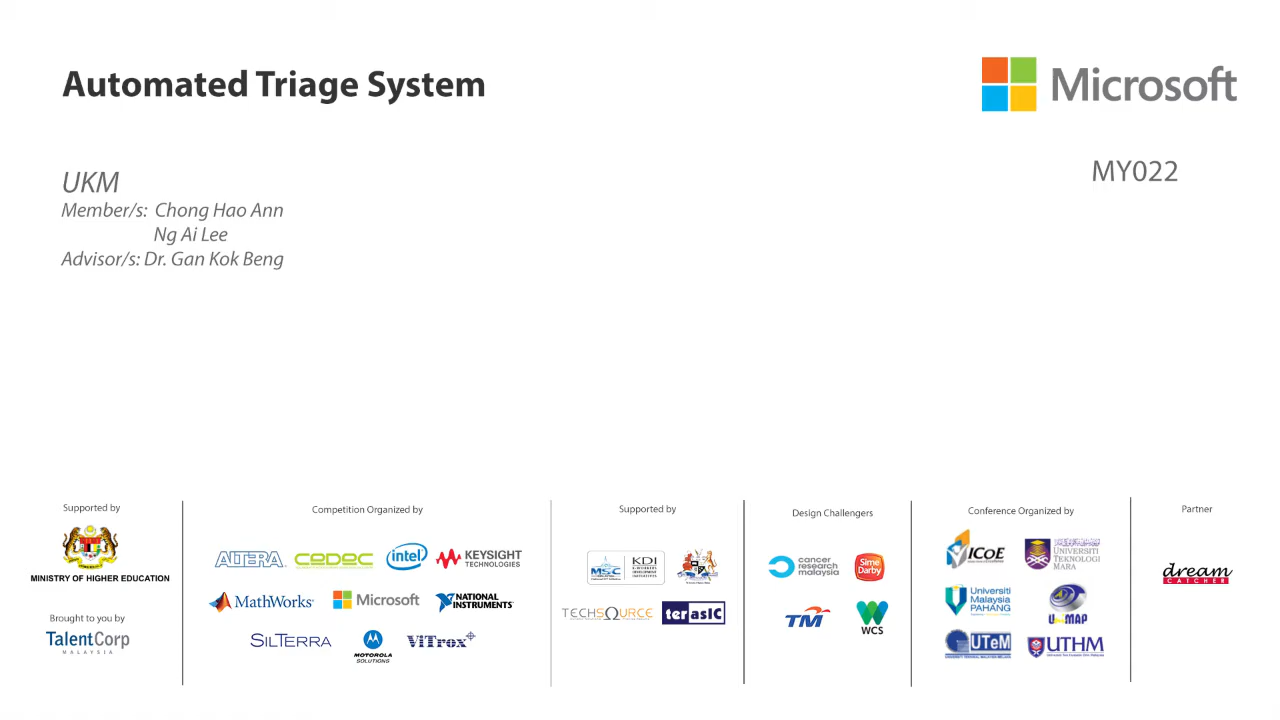 Automated Triage System
Microsoft
MY022
UKM
Member/s: Chong Hao Ann
Ng Ai Lee
Advisor/s: Dr. Gan Kok Beng
Supported by
MINISTRY OF HIGHER EDUCATION
Brought to you by
TalentCorp
MALAYSIA
Competition Organized by
ALTERA
CEDEC
intel
KEYSIGHT
TECHNOLOGIES
MathWorks
Microsoft
NATIONAL
INSTRUMENTS
SILTERRA
MOTOROLA
SOLUTIONS
ViTrox
Supported by
MSC
KDI
TECHSOURCE
terasIC
Design Challengers
cancer
research
malaysia
Sime
Darby
TM
WCS
Conference Organized by
ICoE
UNIVERSITI
TEKNOLOGI
MARA
Universiti
Malaysia
PAHANG
UniMAP
UTeM
UTHM
Partner
dream
CATCHER